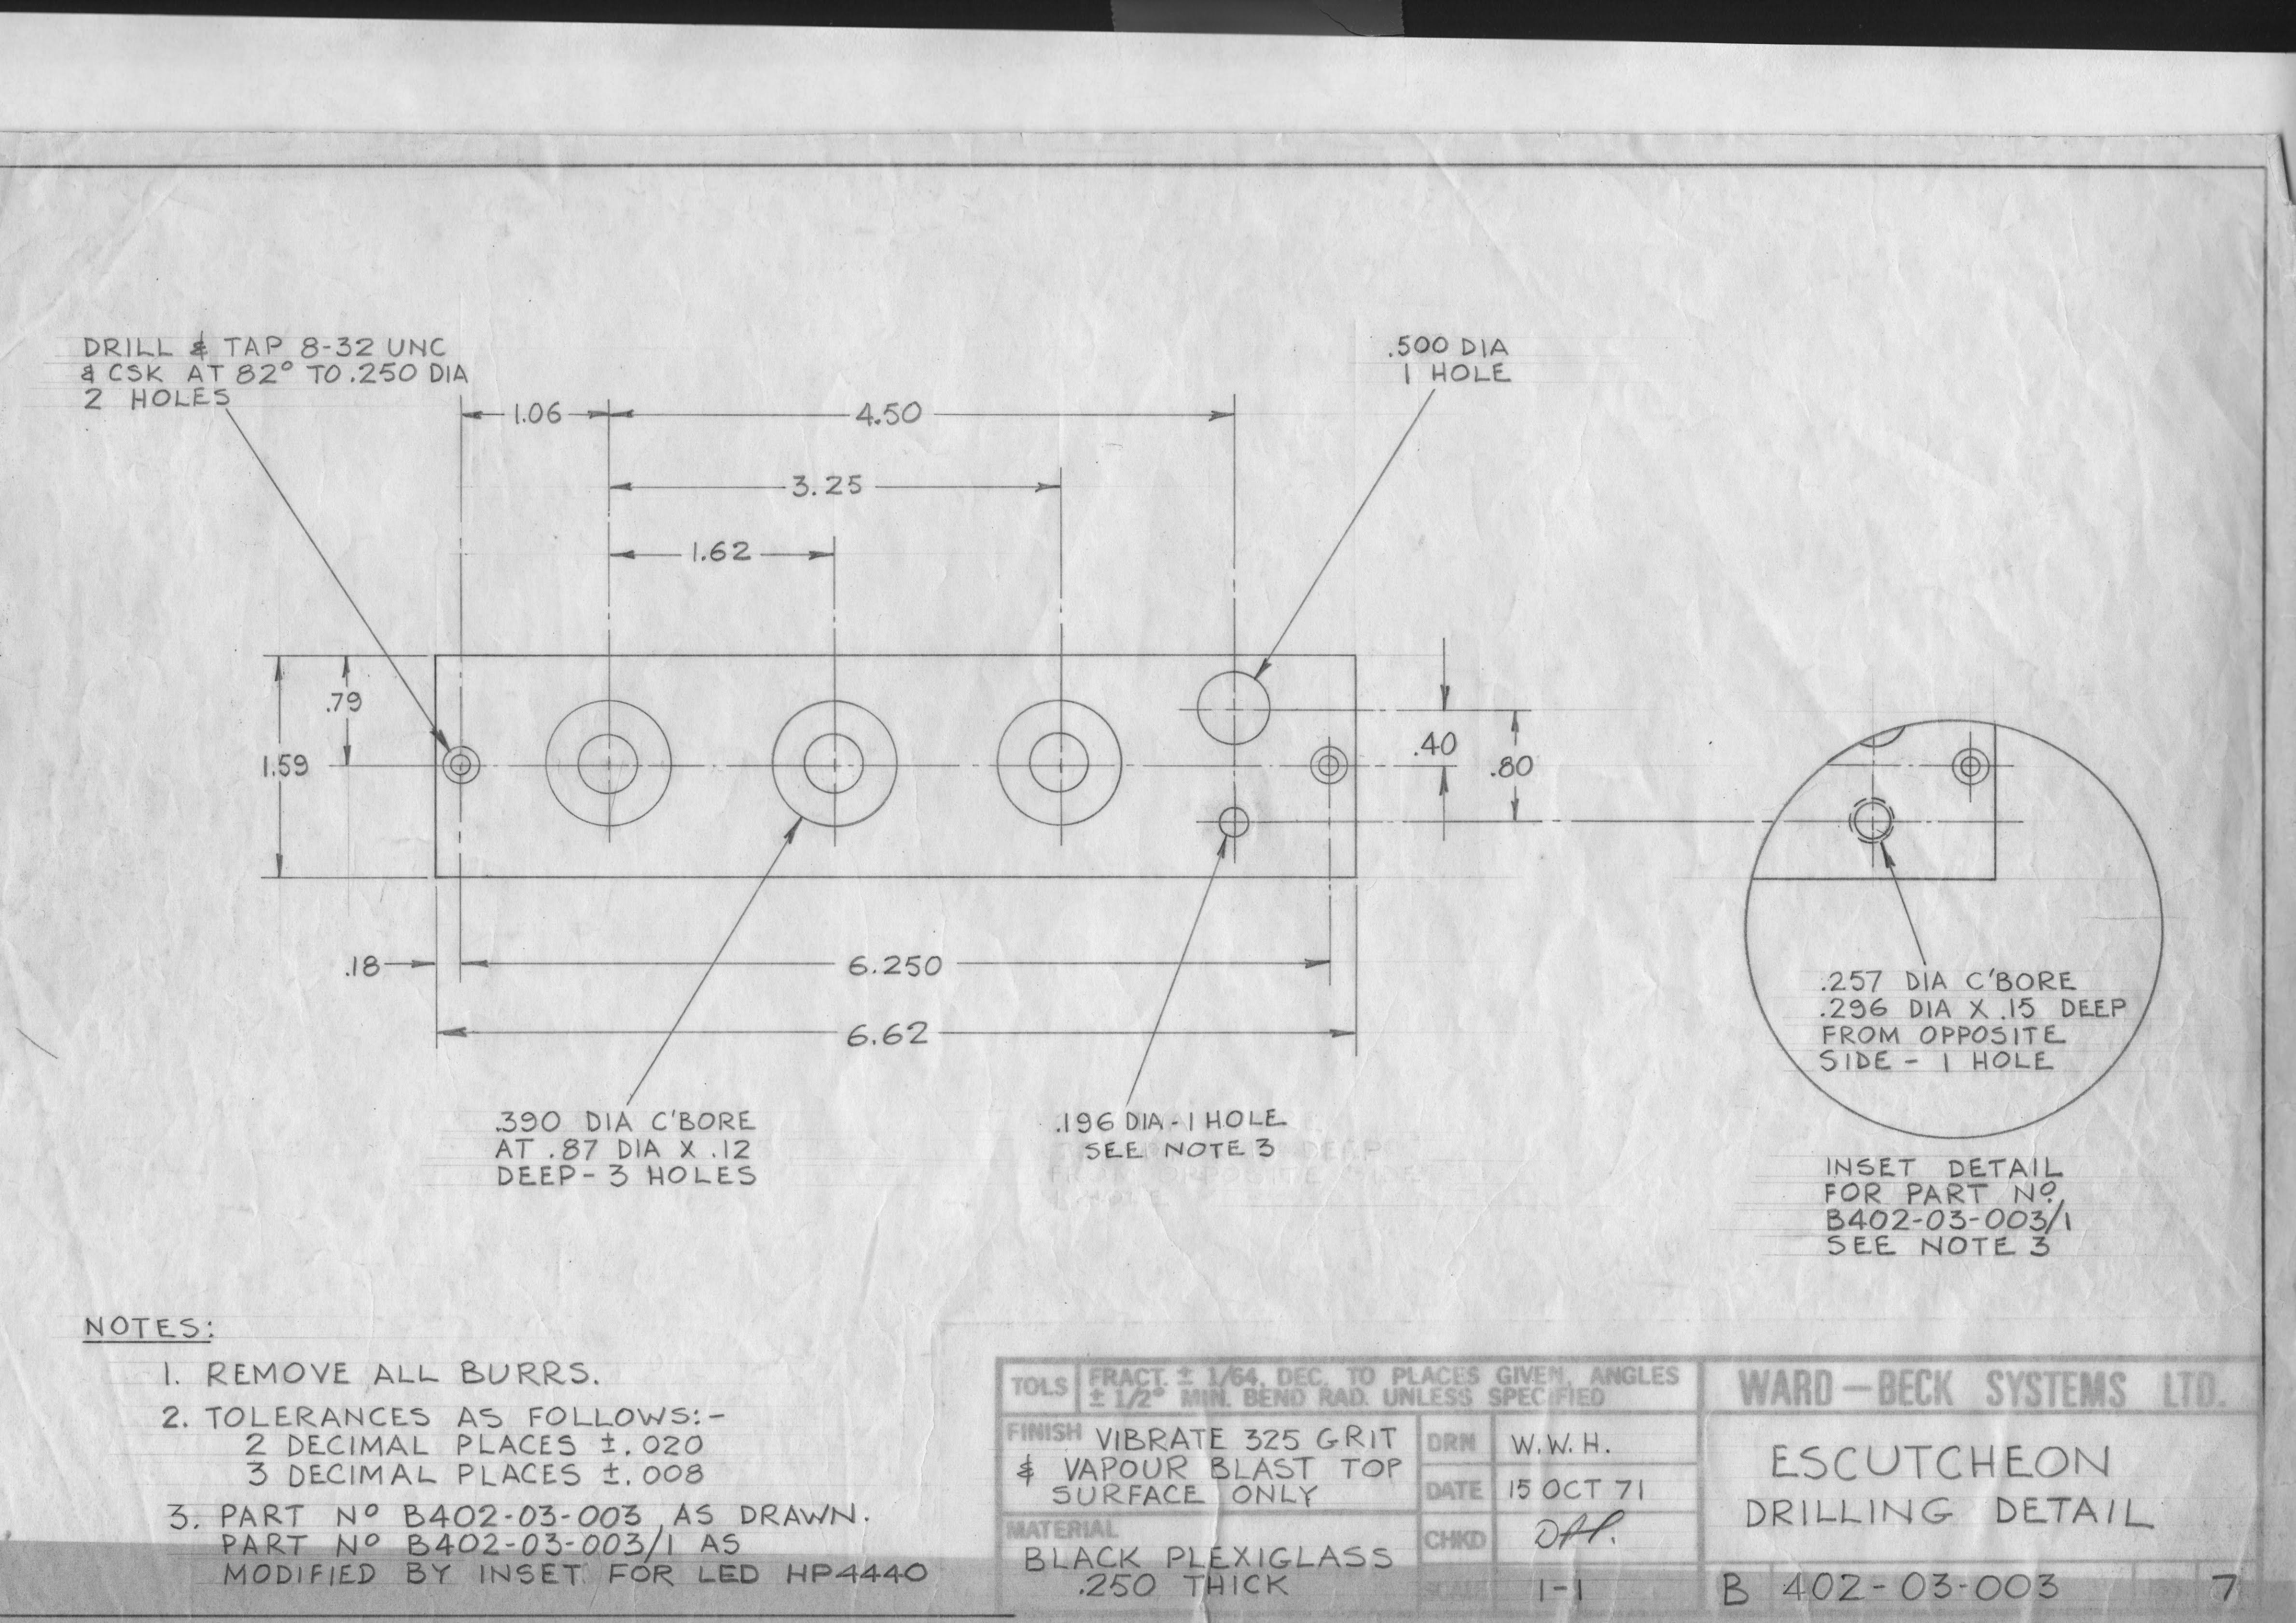 DRILL & TAP 8-32 UNC
& CSK AT 82° TO .250 DIA
2 HOLES
.500 DIA
1 HOLE
1.06
4.50
3.25
1.62
.79
1.59
.40
.80
.18
6.250
6.62
.390 DIA C'BORE
AT .87 DIA X .12
DEEP - 3 HOLES
.196 DIA - 1 HOLE
SEE NOTE 3
.257 DIA C'BORE
.296 DIA X .15 DEEP
FROM OPPOSITE
SIDE - 1 HOLE
INSET DETAIL
FOR PART Nº
B402-03-003/1
SEE NOTE 3
NOTES:
1. REMOVE ALL BURRS.
2. TOLERANCES AS FOLLOWS:-
2 DECIMAL PLACES ±.020
3 DECIMAL PLACES ±.008
3. PART Nº B402-03-003 AS DRAWN.
PART Nº B402-03-003/1 AS
MODIFIED BY INSET FOR LED HP4440
TOLS
FRACT. ± 1/64, DEC. TO PLACES GIVEN, ANGLES
± 1/2° MIN. BEND RAD. UNLESS SPECIFIED
FINISH VIBRATE 325 GRIT
& VAPOUR BLAST TOP
SURFACE ONLY
MATERIAL
BLACK PLEXIGLASS
.250 THICK
DRN W.W.H.
DATE 15 OCT 71
CHKD
SCALE 1-1
WARD-BECK SYSTEMS LTD.
ESCUTCHEON
DRILLING DETAIL
B 402-03-003 7